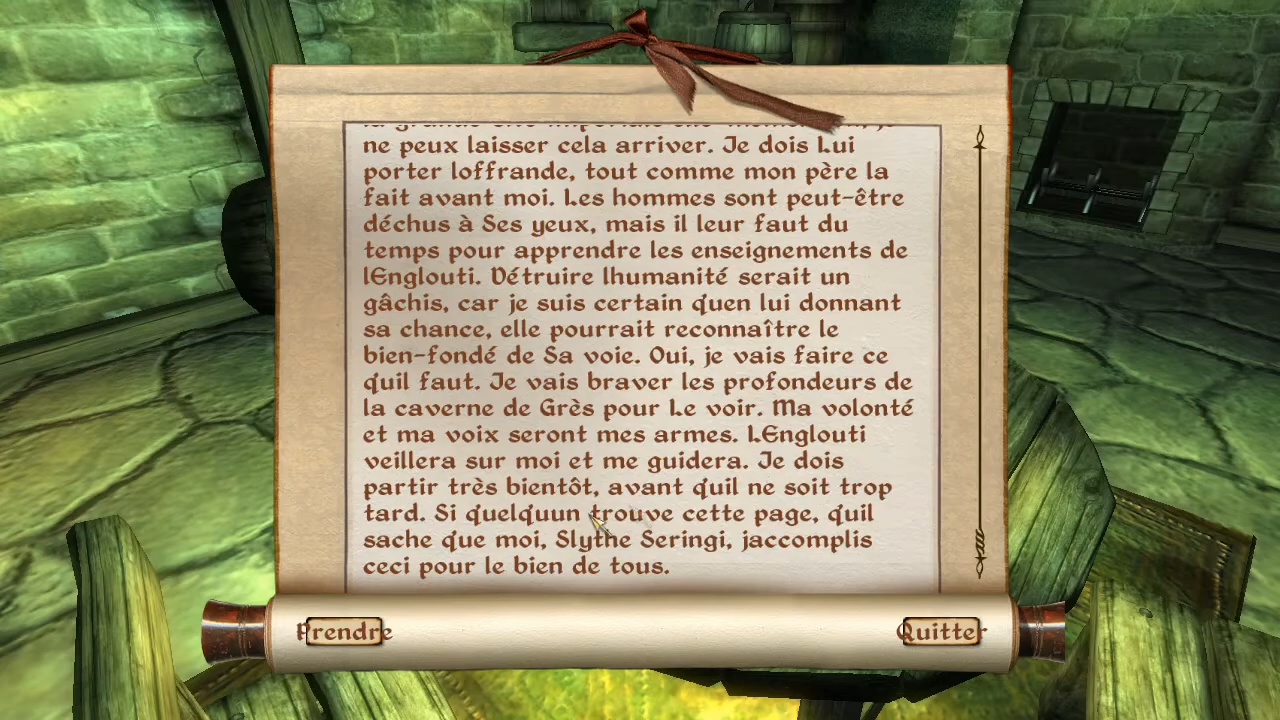 ne peux laisser cela arriver. Je dois Lui
porter loffrande, tout comme mon père la
fait avant moi. Les hommes sont peut-être
déchus à Ses yeux, mais il leur faut du
temps pour apprendre les enseignements de
lEnglouti. Détruire lhumanité serait un
gâchis, car je suis certain quen lui donnant
sa chance, elle pourrait reconnaître le
bien-fondé de Sa voie. Oui, je vais faire ce
quil faut. Je vais braver les profondeurs de
la caverne de Grès pour Le voir. Ma volonté
et ma voix seront mes armes. LEnglouti
veillera sur moi et me guidera. Je dois
partir très bientôt, avant quil ne soit trop
tard. Si quelquun trouve cette page, quil
sache que moi, Slythe Seringi, jaccomplis
ceci pour le bien de tous.
Prendre
Quitter